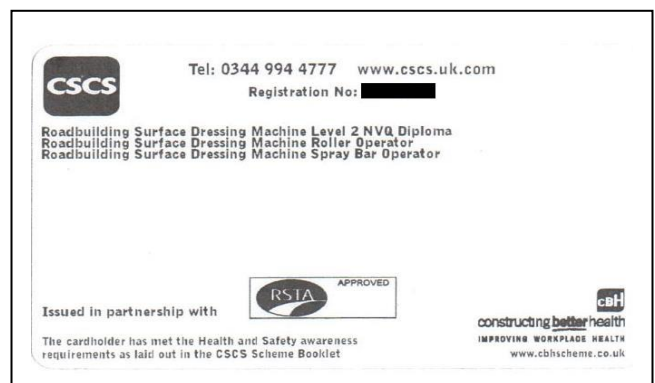 CSCS
Tel: 0344 994 4777 www.cscs.uk.com
Registration No:
Roadbuilding Surface Dressing Machine Level 2 NVQ Diploma
Roadbuilding Surface Dressing Machine Roller Operator
Roadbuilding Surface Dressing Machine Spray Bar Operator
Issued in partnership with
RSTA
APPROVED
The cardholder has met the Health and Safety awareness
requirements as laid out in the CSCS Scheme Booklet
cBH
constructing better health
IMPROVING WORKPLACE HEALTH
www.cbhscheme.co.uk